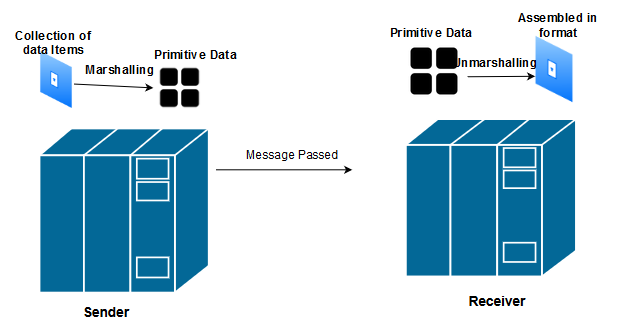 Collection of
data Items
Marshalling
Primitive Data
Message Passed
Sender
Primitive Data
Unmarshalling
Assembled in
format
Receiver